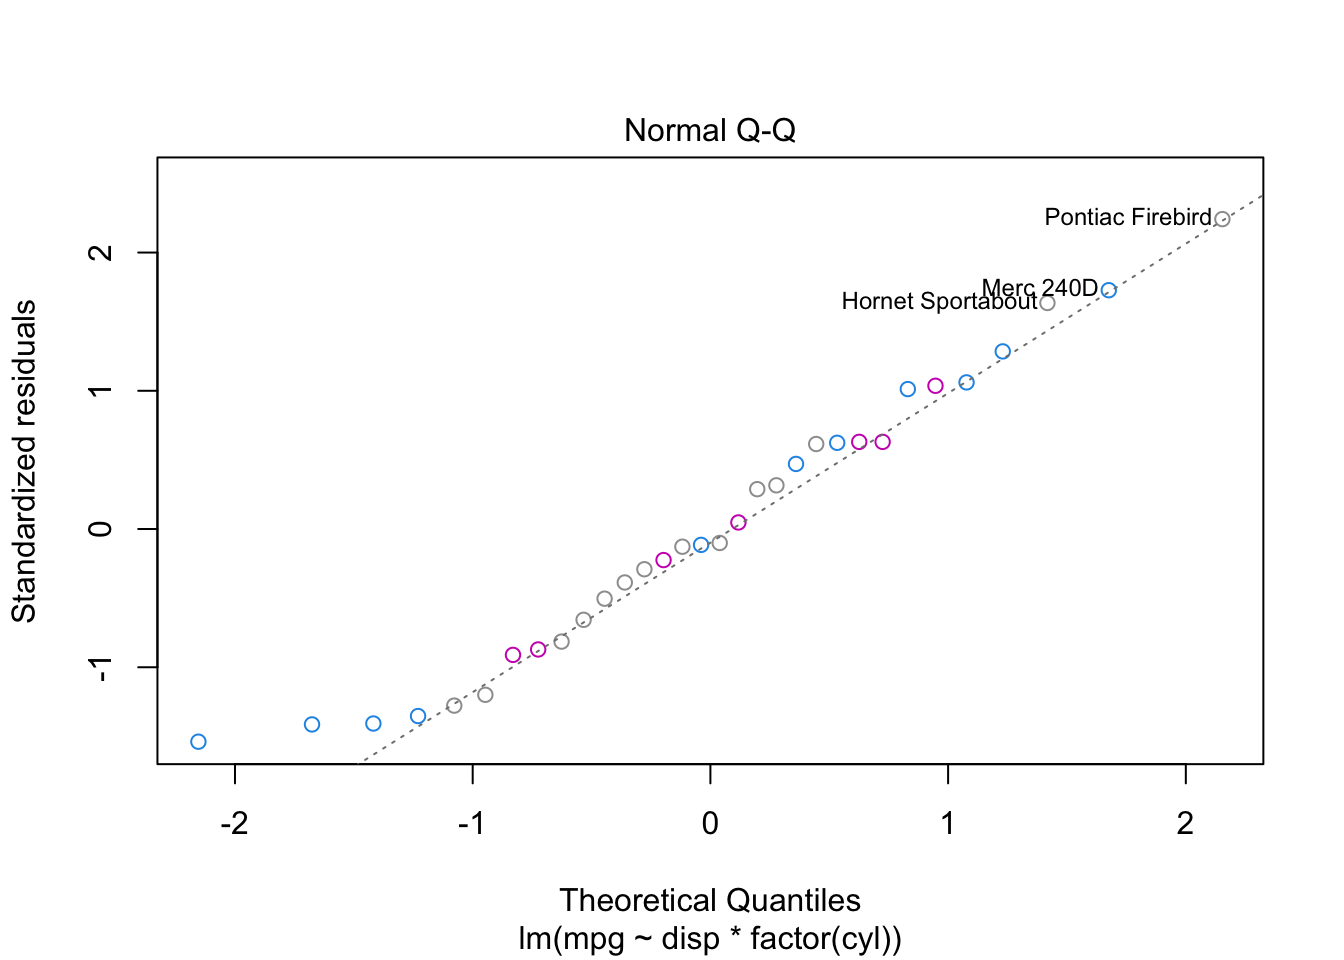 Normal Q-Q
Pontiac Firebird
Merc 240D
Hornet Sportabout
Standardized residuals
2
1
0
-1
-2
-1
0
1
2
Theoretical Quantiles
lm(mpg ~ disp * factor(cyl))